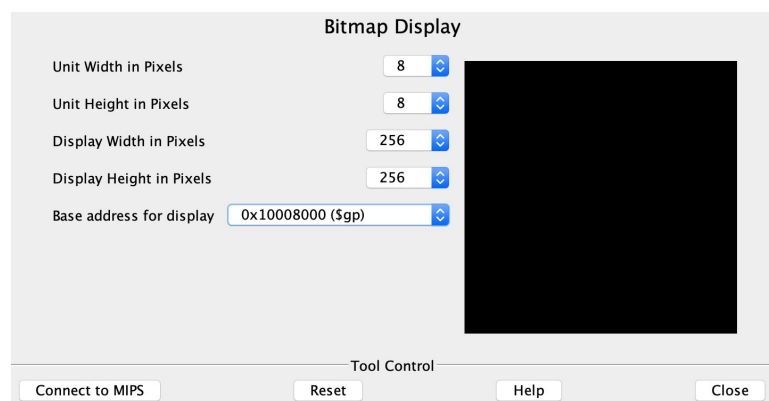 Bitmap Display
Unit Width in Pixels 8
Unit Height in Pixels 8
Display Width in Pixels 256
Display Height in Pixels 256
Base address for display 0x10008000 ($gp)
Tool Control
Connect to MIPS Reset Help Close